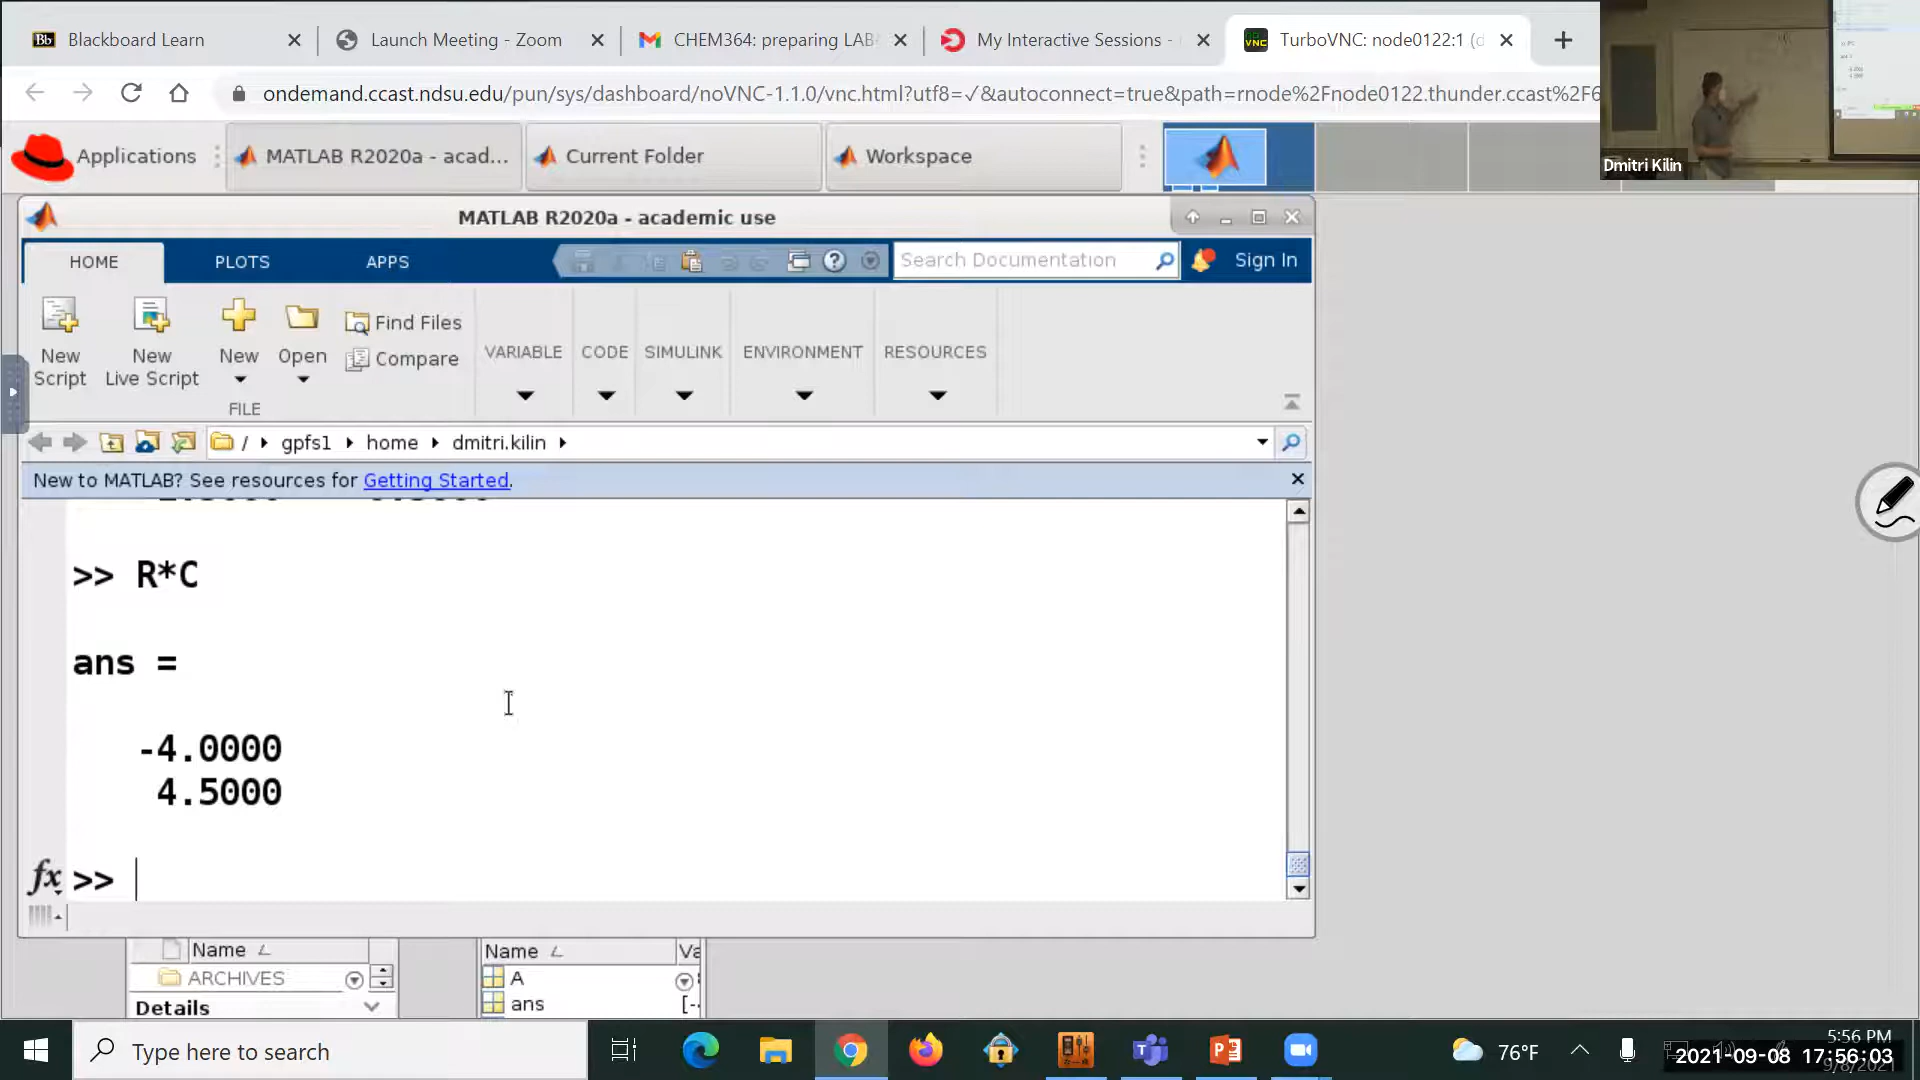 Blackboard Learn
Launch Meeting - Zoom
CHEM364: preparing LAB
My Interactive Sessions -
TurboVNC: node0122:1 (d
ondemand.ccast.ndsu.edu/pun/sys/dashboard/noVNC-1.1.0/vnc.html?utf8=✓&autoconnect=true&path=rnode%2Fnode0122.thunder.ccast%2F6
Dmitri Kilin
Applications
MATLAB R2020a - acad...
Current Folder
Workspace
MATLAB R2020a - academic use
HOME
PLOTS
APPS
Search Documentation
Sign In
New Script
New Live Script
New
Open
Find Files
Compare
FILE
VARIABLE
CODE
SIMULINK
ENVIRONMENT
RESOURCES
/ gpfs1 home dmitri.kilin
New to MATLAB? See resources for Getting Started.
>> R*C
ans =
-4.0000
4.5000
fx >>
Name
ARCHIVES
Details
Name
Va
A
ans
[-
Type here to search
76°F
5:56 PM
2021-09-08 17:56:03